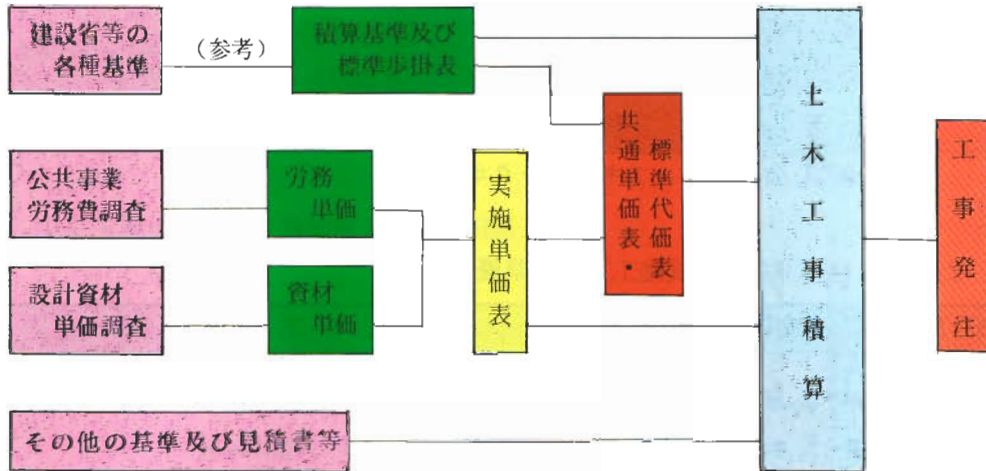 建設省等の
各種基準
(参考)
積算基準及び
標準歩掛表
公共事業
労務費調査
労務
単価
設計資材
単価調査
資材
単価
実施単価表
共通単価表・
標準代価表
土木工事積算
工事発注
その他の基準及び見積書等